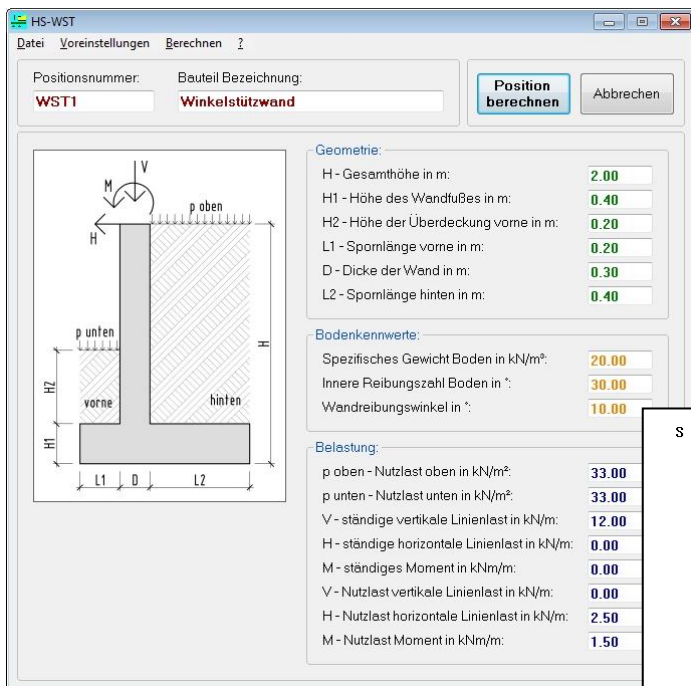 HS-WST
Datei Voreinstellungen Berechnen ?
Positionsnummer: Bauteil Bezeichnung:
WST1 Winkelstützwand
Position berechnen
Abbrechen
V
M
p oben
H
p unten
H
H2
vorne
hinten
H1
L1 D L2
Geometrie:
H - Gesamthöhe in m: 2.00
H1 - Höhe des Wandfußes in m: 0.40
H2 - Höhe der Überdeckung vorne in m: 0.20
L1 - Spornlänge vorne in m: 0.20
D - Dicke der Wand in m: 0.30
L2 - Spornlänge hinten in m: 0.40
Bodenkennwerte:
Spezifisches Gewicht Boden in kN/m³: 20.00
Innere Reibungszahl Boden in °: 30.00
Wandreibungswinkel in °: 10.00
S
Belastung:
p oben - Nutzlast oben in kN/m²: 33.00
p unten - Nutzlast unten in kN/m²: 33.00
V - ständige vertikale Linienlast in kN/m: 12.00
H - ständige horizontale Linienlast in kN/m: 0.00
M - ständiges Moment in kNm/m: 0.00
V - Nutzlast vertikale Linienlast in kN/m: 0.00
H - Nutzlast horizontale Linienlast in kN/m: 2.50
M - Nutzlast Moment in kNm/m: 1.50